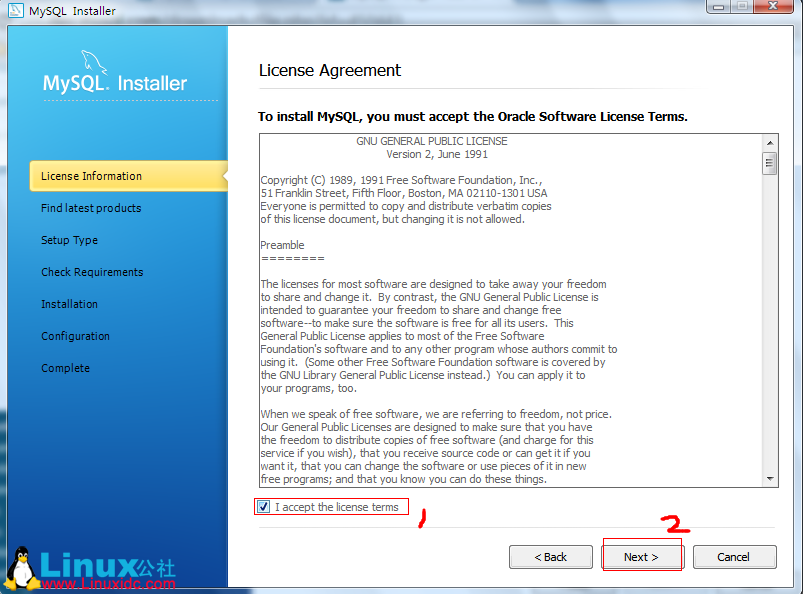 MySQL Installer
MySQL. Installer
License Information
Find latest products
Setup Type
Check Requirements
Installation
Configuration
Complete
License Agreement
To install MySQL, you must accept the Oracle Software License Terms.
GNU GENERAL PUBLIC LICENSE
Version 2, June 1991
Copyright (C) 1989, 1991 Free Software Foundation, Inc.,
51 Franklin Street, Fifth Floor, Boston, MA 02110-1301 USA
Everyone is permitted to copy and distribute verbatim copies
of this license document, but changing it is not allowed.
Preamble
========
The licenses for most software are designed to take away your freedom
to share and change it.  By contrast, the GNU General Public License is
intended to guarantee your freedom to share and change free
software--to make sure the software is free for all its users.  This
General Public License applies to most of the Free Software
Foundation's software and to any other program whose authors commit to
using it.  (Some other Free Software Foundation software is covered by
the GNU Library General Public License instead.)  You can apply it to
your programs, too.
When we speak of free software, we are referring to freedom, not price.
Our General Public Licenses are designed to make sure that you have
the freedom to distribute copies of free software (and charge for this
service if you wish), that you receive source code or can get it if you
want it, that you can change the software or use pieces of it in new
free programs; and that you know you can do these things.
I accept the license terms
1
2
< Back
Next >
Cancel
Linux公社
www.Linuxidc.com